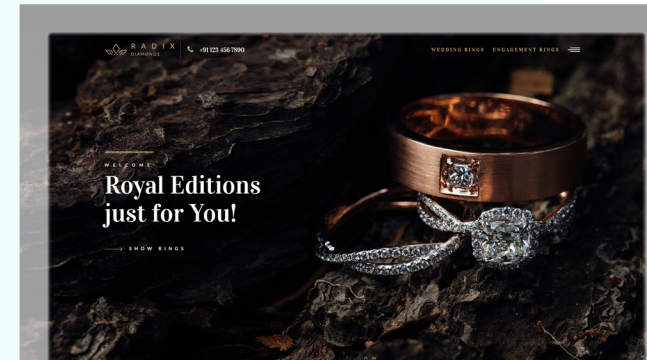 RADIX
DIAMONDS
+91 123 456 7890
WEDDING RINGS
ENGAGEMENT RINGS
WELCOME
Royal Editions
just for You!
SHOW RINGS